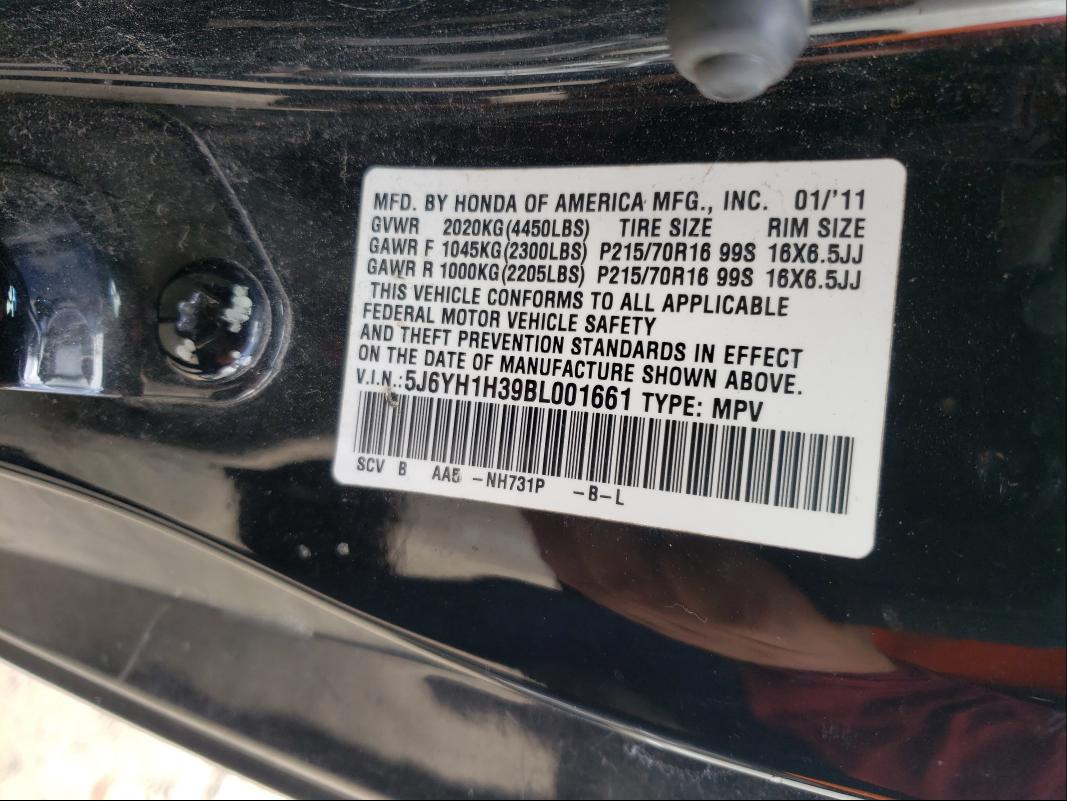 MFD. BY HONDA OF AMERICA MFG., INC. 01/'11
GVWR 2020KG(4450LBS) TIRE SIZE RIM SIZE
GAWR F 1045KG(2300LBS) P215/70R16 99S 16X6.5JJ
GAWR R 1000KG(2205LBS) P215/70R16 99S 16X6.5JJ
THIS VEHICLE CONFORMS TO ALL APPLICABLE
FEDERAL MOTOR VEHICLE SAFETY
AND THEFT PREVENTION STANDARDS IN EFFECT
ON THE DATE OF MANUFACTURE SHOWN ABOVE.
V.I.N.:5J6YH1H39BL001661 TYPE: MPV
SCV B AA5 -NH731P -B-L